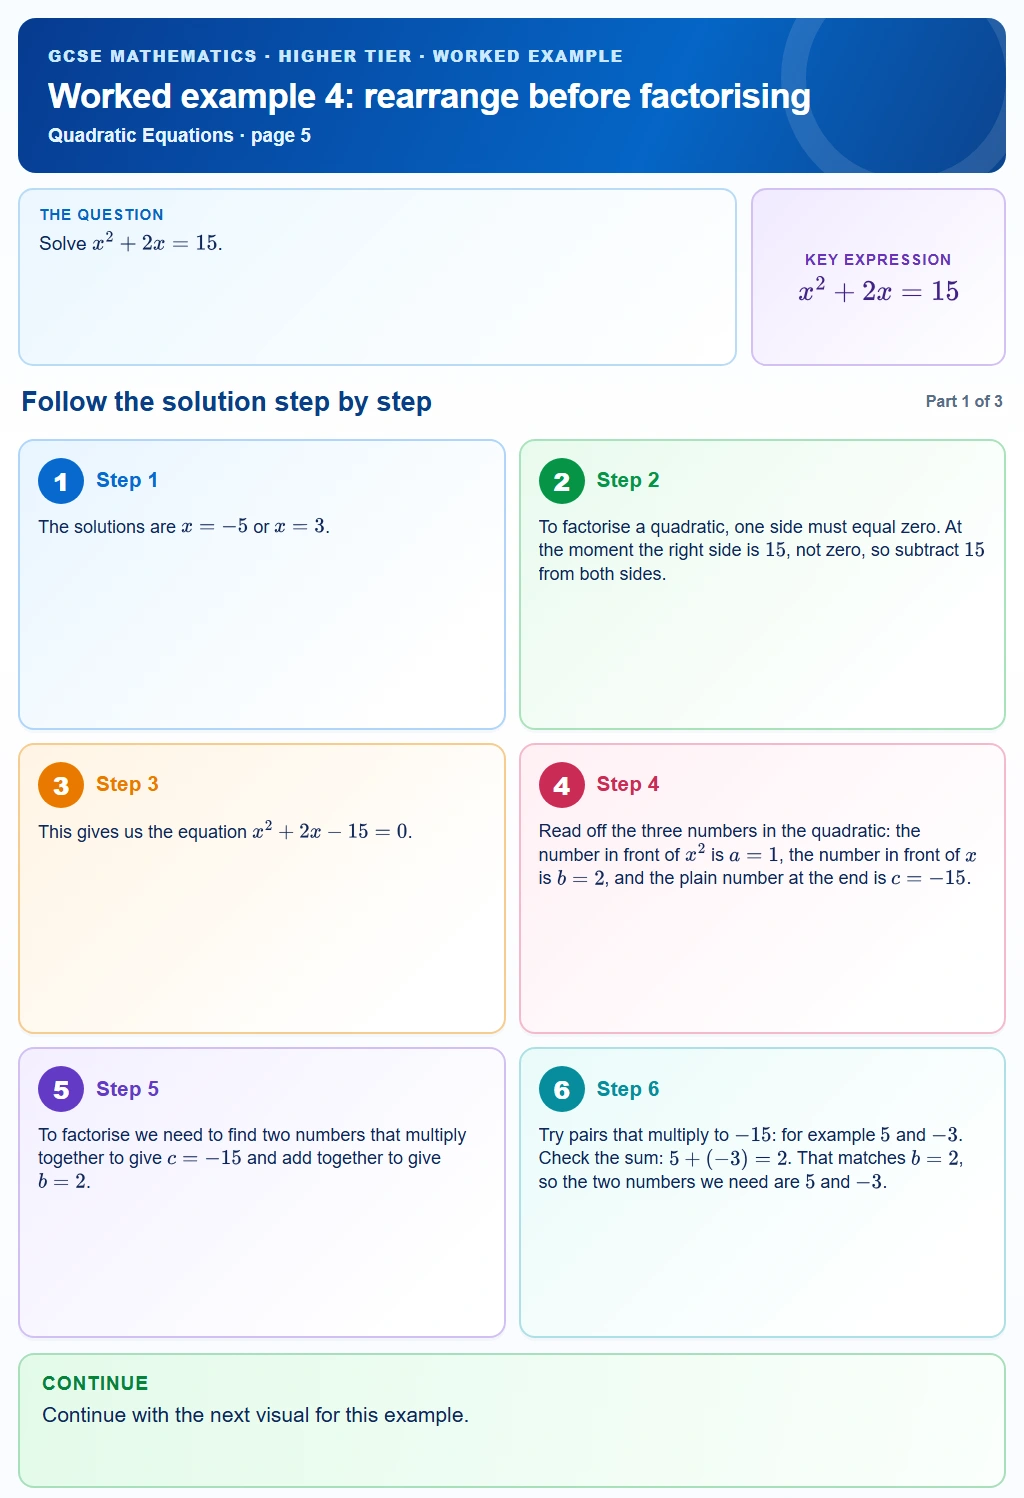 GCSE MATHEMATICS · HIGHER TIER · WORKED EXAMPLE
Worked example 4: rearrange before factorising
Quadratic Equations · page 5
THE QUESTION
Solve x² + 2x = 15.
KEY EXPRESSION
x² + 2x = 15
Follow the solution step by step
Part 1 of 3
1 Step 1
The solutions are x = −5 or x = 3.
2 Step 2
To factorise a quadratic, one side must equal zero. At
the moment the right side is 15, not zero, so subtract 15
from both sides.
3 Step 3
This gives us the equation x² + 2x − 15 = 0.
4 Step 4
Read off the three numbers in the quadratic: the
number in front of x² is a = 1, the number in front of x
is b = 2, and the plain number at the end is c = −15.
5 Step 5
To factorise we need to find two numbers that multiply
together to give c = −15 and add together to give
b = 2.
6 Step 6
Try pairs that multiply to −15: for example 5 and −3.
Check the sum: 5 + (−3) = 2. That matches b = 2,
so the two numbers we need are 5 and −3.
CONTINUE
Continue with the next visual for this example.